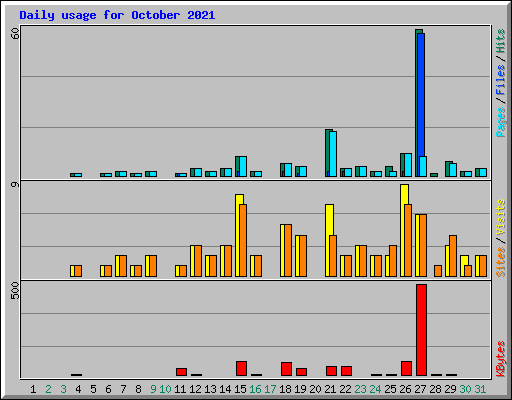 Daily usage for October 2021
60
9
500
Pages / Files / Hits
Sites / Visits
KBytes
1 2 3 4 5 6 7 8 9 10 11 12 13 14 15 16 17 18 19 20 21 22 23 24 25 26 27 28 29 30 31